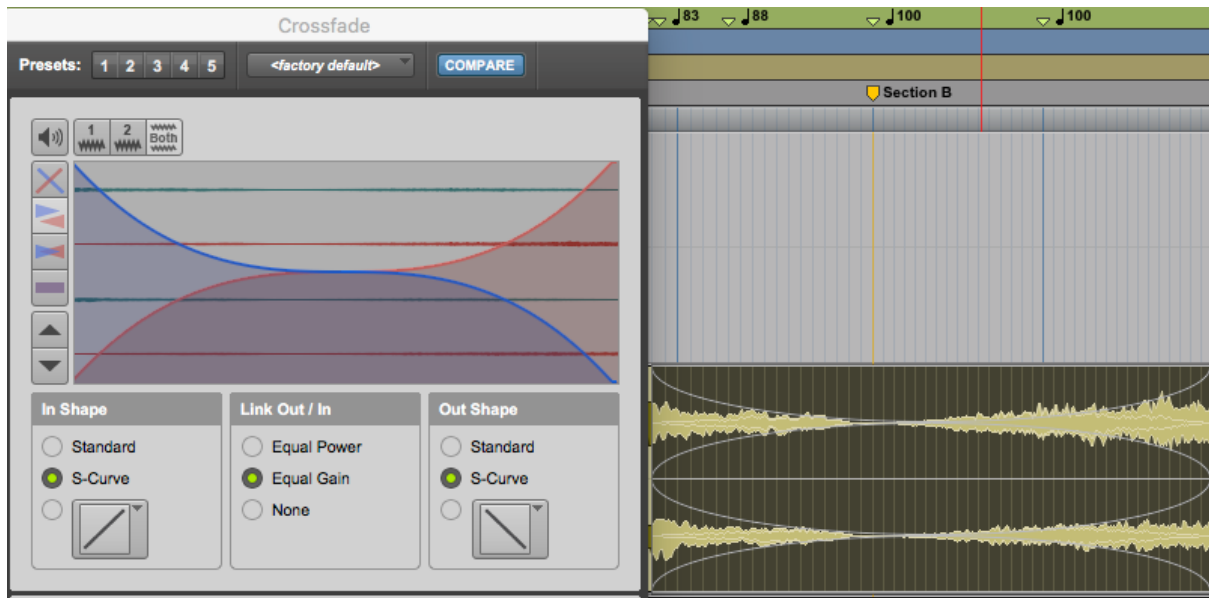 Crossfade
Presets: 1 2 3 4 5 <factory default> COMPARE
1 2 Both
In Shape
Standard
S-Curve
Link Out / In
Equal Power
Equal Gain
None
Out Shape
Standard
S-Curve
83 88 100 100
Section B